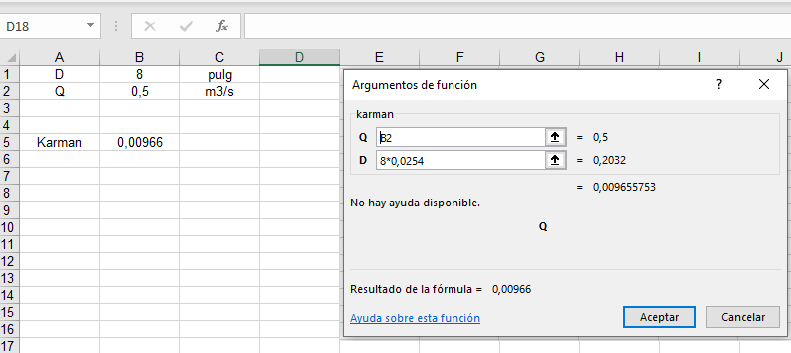 D18
fx
A B C D E F G H I J
1 D 8 pulg
2 Q 0,5 m3/s
3
4
5 Karman 0,00966
6
7
8
9
10
11
12
13
14
15
16
17
Argumentos de función ? ×
karman
Q B2 = 0,5
D 8*0,0254 = 0,2032
= 0,009655753
No hay ayuda disponible.
Q
Resultado de la fórmula = 0,00966
Ayuda sobre esta función Aceptar Cancelar